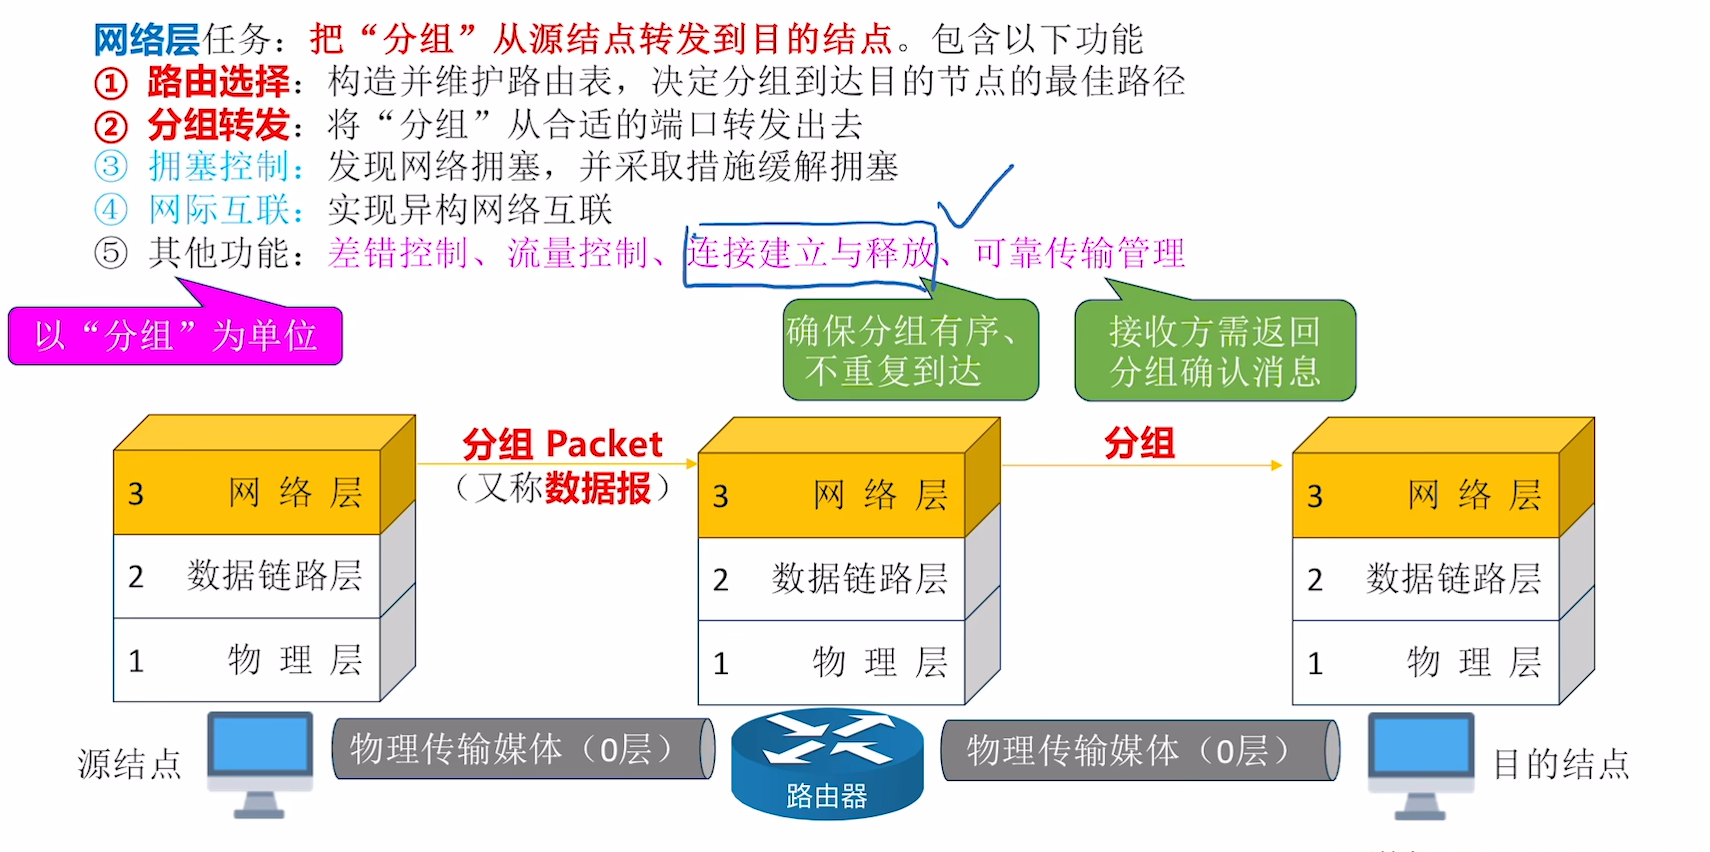 网络层任务：把“分组”从源结点转发到目的结点。包含以下功能
① 路由选择：构造并维护路由表，决定分组到达目的节点的最佳路径
② 分组转发：将“分组”从合适的端口转发出去
③ 拥塞控制：发现网络拥塞，并采取措施缓解拥塞
④ 网际互联：实现异构网络互联
⑤ 其他功能：差错控制、流量控制、连接建立与释放、可靠传输管理
以“分组”为单位
确保分组有序、
不重复到达
接收方需返回
分组确认消息
分组 Packet
（又称数据报）
分组
3 网络层
2 数据链路层
1 物理层
3 网络层
2 数据链路层
1 物理层
3 网络层
2 数据链路层
1 物理层
源结点
物理传输媒体（0层）
路由器
物理传输媒体（0层）
目的结点